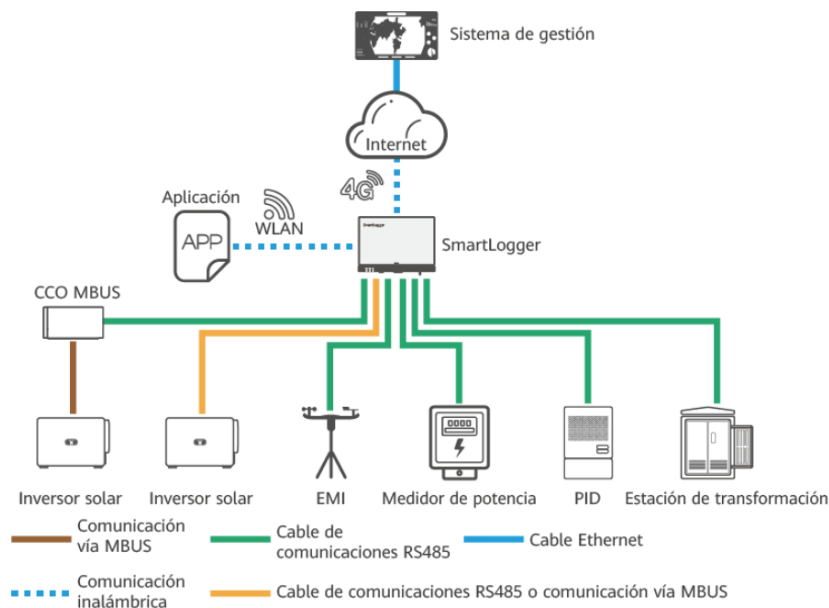 Sistema de gestión
Internet
4G
Aplicación
WLAN
APP
SmartLogger
SmartLogger
CCO MBUS
0000
Inversor solar
Inversor solar
EMI
Medidor de potencia
PID
Estación de transformación
Comunicación
vía MBUS
Cable de
comunicaciones RS485
Cable Ethernet
Comunicación
inalámbrica
Cable de comunicaciones RS485 o comunicación vía MBUS